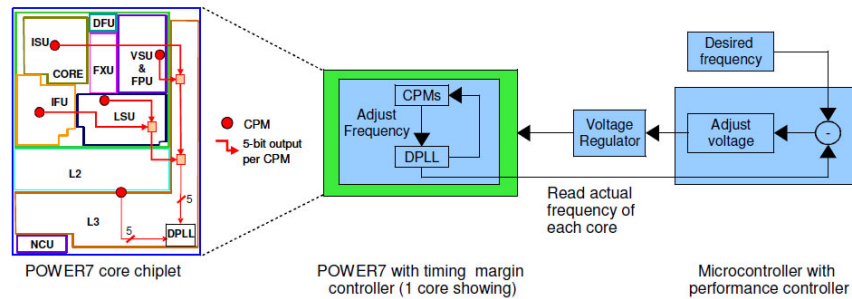 DFU
ISU
VSU
& 
FPU
FXU
CORE
IFU
LSU
L2
L3
5
5
DPLL
NCU
CPM
5-bit output
per CPM
POWER7 core chiplet
CPMs
Adjust
Frequency
DPLL
POWER7 with timing margin
controller (1 core showing)
Voltage
Regulator
Read actual
frequency of
each core
Desired
frequency
Adjust
voltage
-
Microcontroller with
performance controller